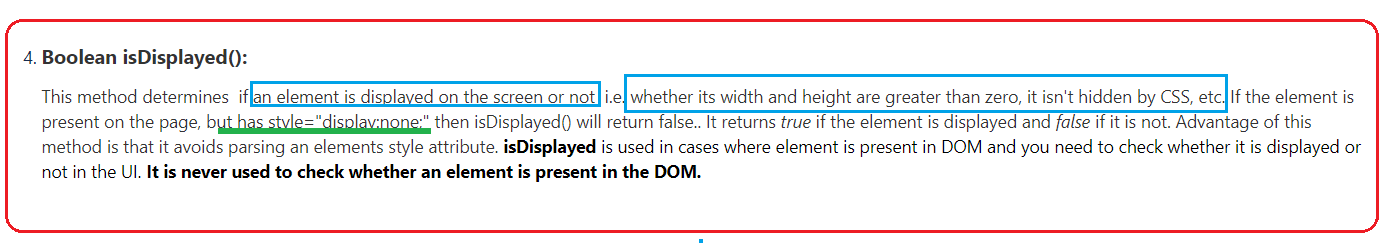 4. Boolean isDisplayed():
This method determines if an element is displayed on the screen or not i.e. whether its width and height are greater than zero, it isn't hidden by CSS, etc. If the element is
present on the page, but has style="display:none;" then isDisplayed() will return false.. It returns true if the element is displayed and false if it is not. Advantage of this
method is that it avoids parsing an elements style attribute. isDisplayed is used in cases where element is present in DOM and you need to check whether it is displayed or
not in the UI. It is never used to check whether an element is present in the DOM.